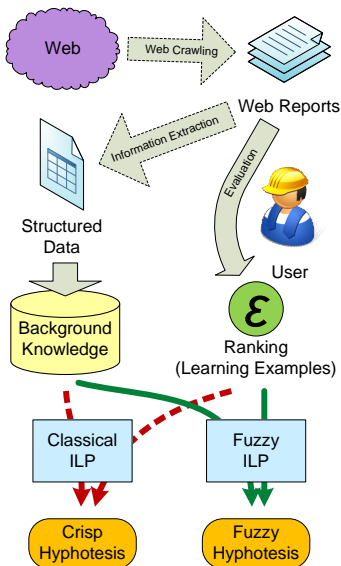 Web
Web Crawling
Web Reports
Information Extraction
Evaluation
Structured
Data
User
Background
Knowledge
ε
Ranking
(Learning Examples)
Classical
ILP
Fuzzy
ILP
Crisp
Hyphotesis
Fuzzy
Hyphotesis